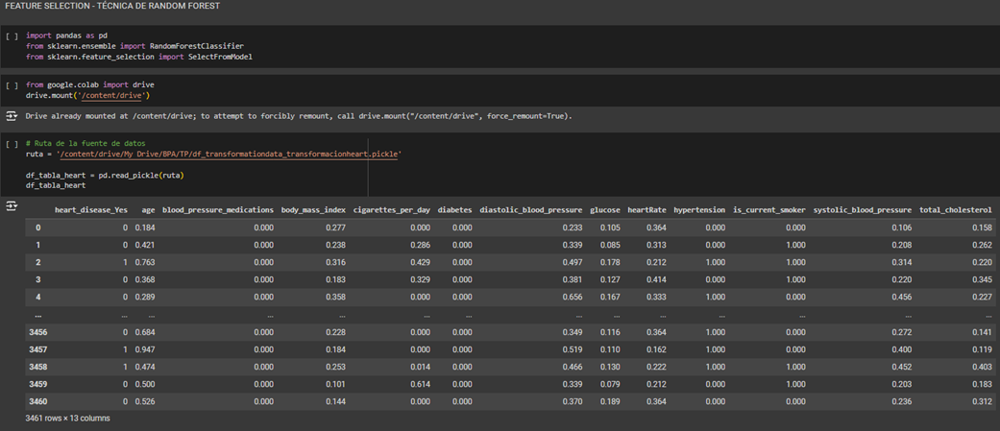 FEATURE SELECTION - TÉCNICA DE RANDOM FOREST
[ ] import pandas as pd
from sklearn.ensemble import RandomForestClassifier
from sklearn.feature_selection import SelectFromModel
[ ] from google.colab import drive
drive.mount('/content/drive')
Drive already mounted at /content/drive; to attempt to forcibly remount, call drive.mount("/content/drive", force_remount=True).
[ ] # Ruta de la fuente de datos
ruta = '/content/drive/My Drive/BPA/TP/df_transformationdata_transformacionheart.pickle'
df_tabla_heart = pd.read_pickle(ruta)
df_tabla_heart
heart_disease_Yes age blood_pressure_medications body_mass_index cigarettes_per_day diabetes diastolic_blood_pressure glucose heartRate hypertension is_current_smoker systolic_blood_pressure total_cholesterol
0 0 0.184 0.000 0.277 0.000 0.000 0.233 0.105 0.364 0.000 0.000 0.106 0.158
1 0 0.421 0.000 0.238 0.286 0.000 0.339 0.085 0.313 0.000 1.000 0.208 0.262
2 1 0.763 0.000 0.316 0.429 0.000 0.497 0.178 0.212 1.000 1.000 0.314 0.220
3 0 0.368 0.000 0.183 0.329 0.000 0.381 0.127 0.414 0.000 1.000 0.220 0.345
4 0 0.289 0.000 0.358 0.000 0.000 0.656 0.167 0.333 1.000 0.000 0.456 0.227
... ... ... ... ... ... ... ... ... ... ... ... ... ...
3456 0 0.684 0.000 0.228 0.000 0.000 0.349 0.116 0.364 1.000 0.000 0.272 0.141
3457 1 0.947 0.000 0.184 0.000 0.000 0.519 0.110 0.162 1.000 0.000 0.400 0.119
3458 1 0.474 0.000 0.253 0.014 0.000 0.466 0.130 0.222 1.000 1.000 0.452 0.403
3459 0 0.500 0.000 0.101 0.614 0.000 0.339 0.079 0.212 0.000 1.000 0.203 0.183
3460 0 0.526 0.000 0.144 0.000 0.000 0.370 0.189 0.364 0.000 0.000 0.236 0.312
3461 rows × 13 columns